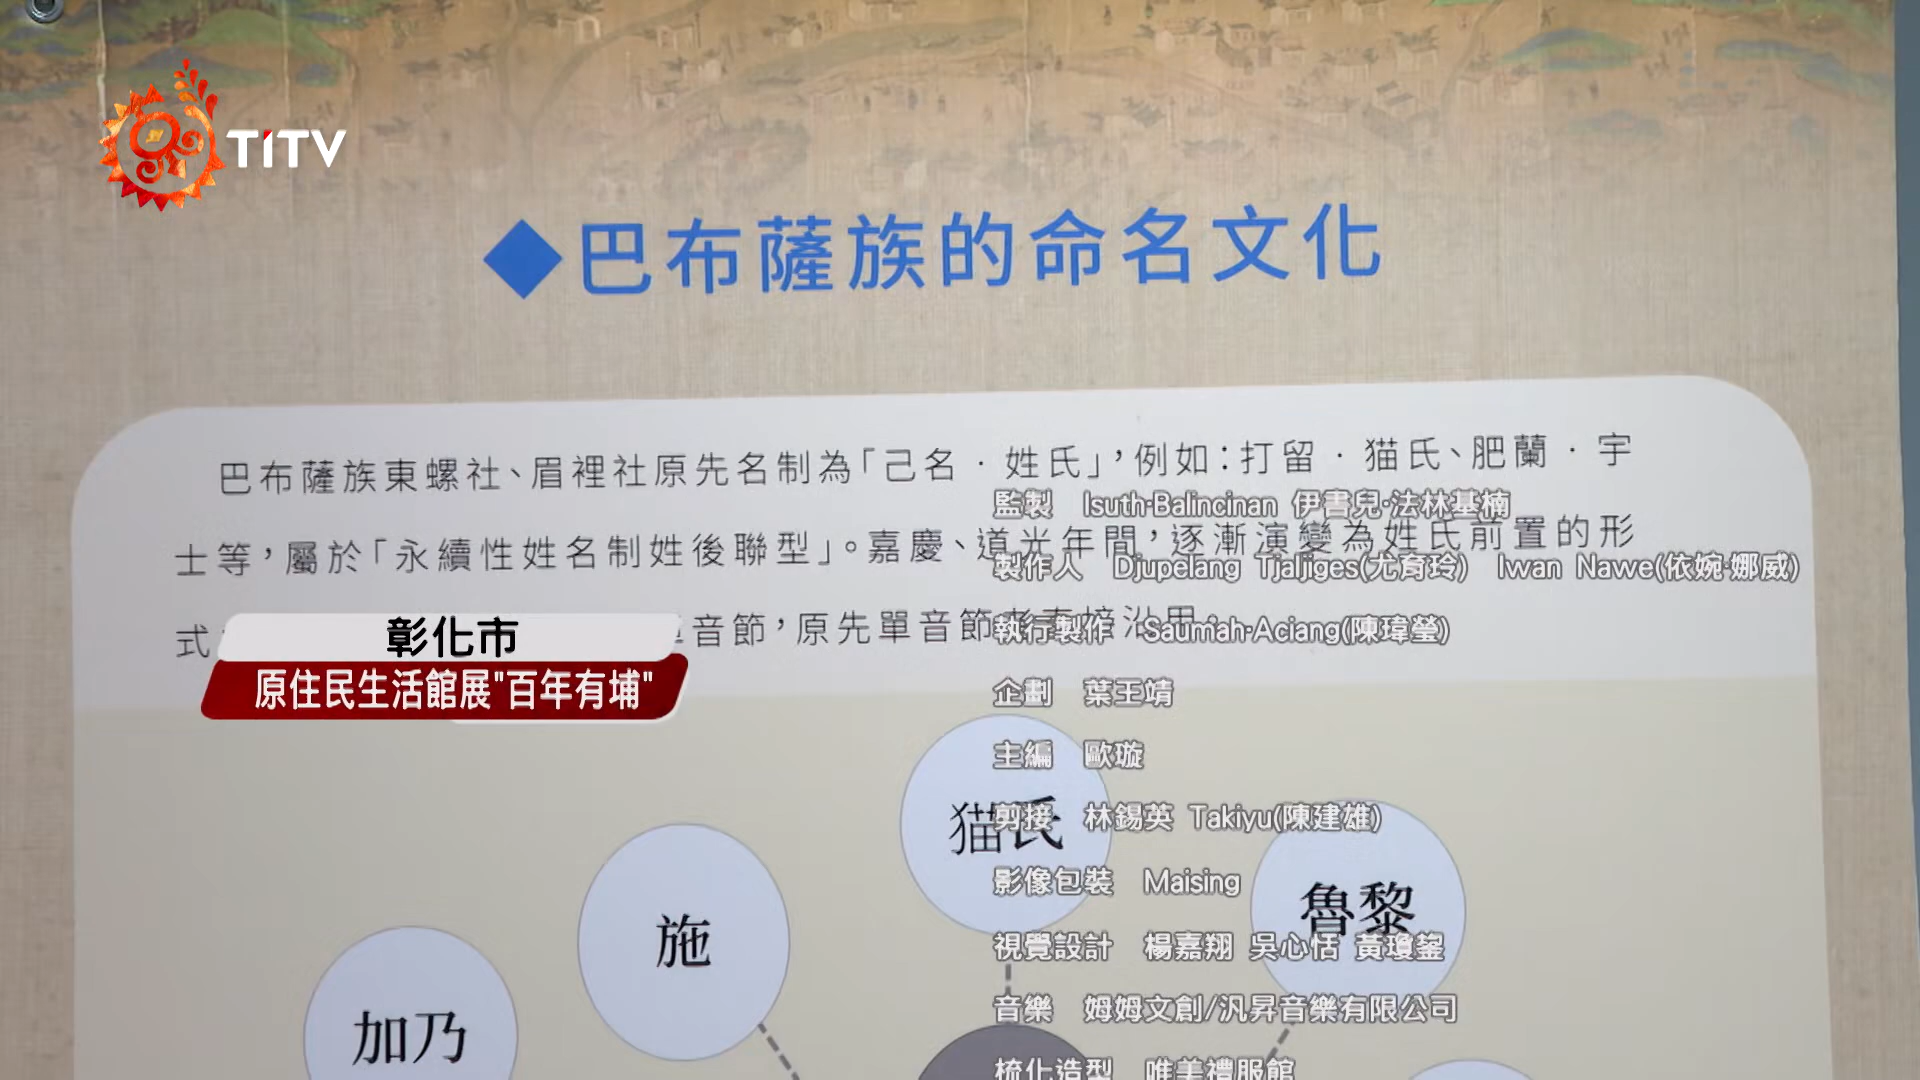 TiTV
◆巴布薩族的命名文化
巴布薩族東螺社、眉裡社原先名制為「己名．姓氏」，例如：打留．猫氏、肥蘭．宇
士等，屬於「永續性姓名制姓後聯型」。嘉慶、道光年間，逐漸演變為姓氏前置的形
式
音節，原先單音節
彰化市
原住民生活館展"百年有埔"
猫氏
施
魯黎
加乃
監製 Isuth·Balincinan 伊書兒·法林基楠
製作人 Djupelang Tjaljiges(尤育玲) Iwan Nawe(依婉·娜威)
執行製作 Saumah·Aciang(陳瑋瑩)
企劃 葉王靖
主編 歐璇
剪接 林錫英 Takiyu(陳建雄)
影像包裝 Maising
視覺設計 楊嘉翔 吳心恬 黃瓊鋆
音樂 姆姆文創/汎昇音樂有限公司
梳化造型 唯美禮服館